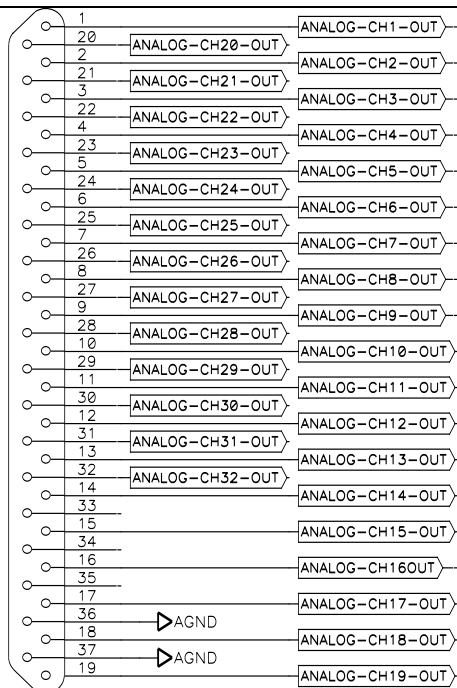 1 ANALOG-CH1-OUT
20 ANALOG-CH20-OUT
2 ANALOG-CH2-OUT
21 ANALOG-CH21-OUT
3 ANALOG-CH3-OUT
22 ANALOG-CH22-OUT
4 ANALOG-CH4-OUT
23 ANALOG-CH23-OUT
5 ANALOG-CH5-OUT
24 ANALOG-CH24-OUT
6 ANALOG-CH6-OUT
25 ANALOG-CH25-OUT
7 ANALOG-CH7-OUT
26 ANALOG-CH26-OUT
8 ANALOG-CH8-OUT
27 ANALOG-CH27-OUT
9 ANALOG-CH9-OUT
28 ANALOG-CH28-OUT
10 ANALOG-CH10-OUT
29 ANALOG-CH29-OUT
11 ANALOG-CH11-OUT
30 ANALOG-CH30-OUT
12 ANALOG-CH12-OUT
31 ANALOG-CH31-OUT
13 ANALOG-CH13-OUT
32 ANALOG-CH32-OUT
14 ANALOG-CH14-OUT
33
15 ANALOG-CH15-OUT
34
16 ANALOG-CH16OUT
35
17 ANALOG-CH17-OUT
36 AGND
18 ANALOG-CH18-OUT
37 AGND
19 ANALOG-CH19-OUT